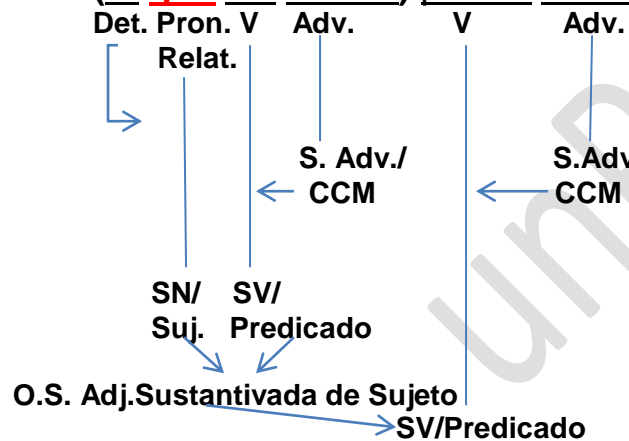 Det. Pron. V Adv. V Adv.
Relat.
S. Adv./ S.Adv
CCM CCM
SN/ SV/
Suj. Predicado
O.S. Adj.Sustantivada de Sujeto
SV/Predicado